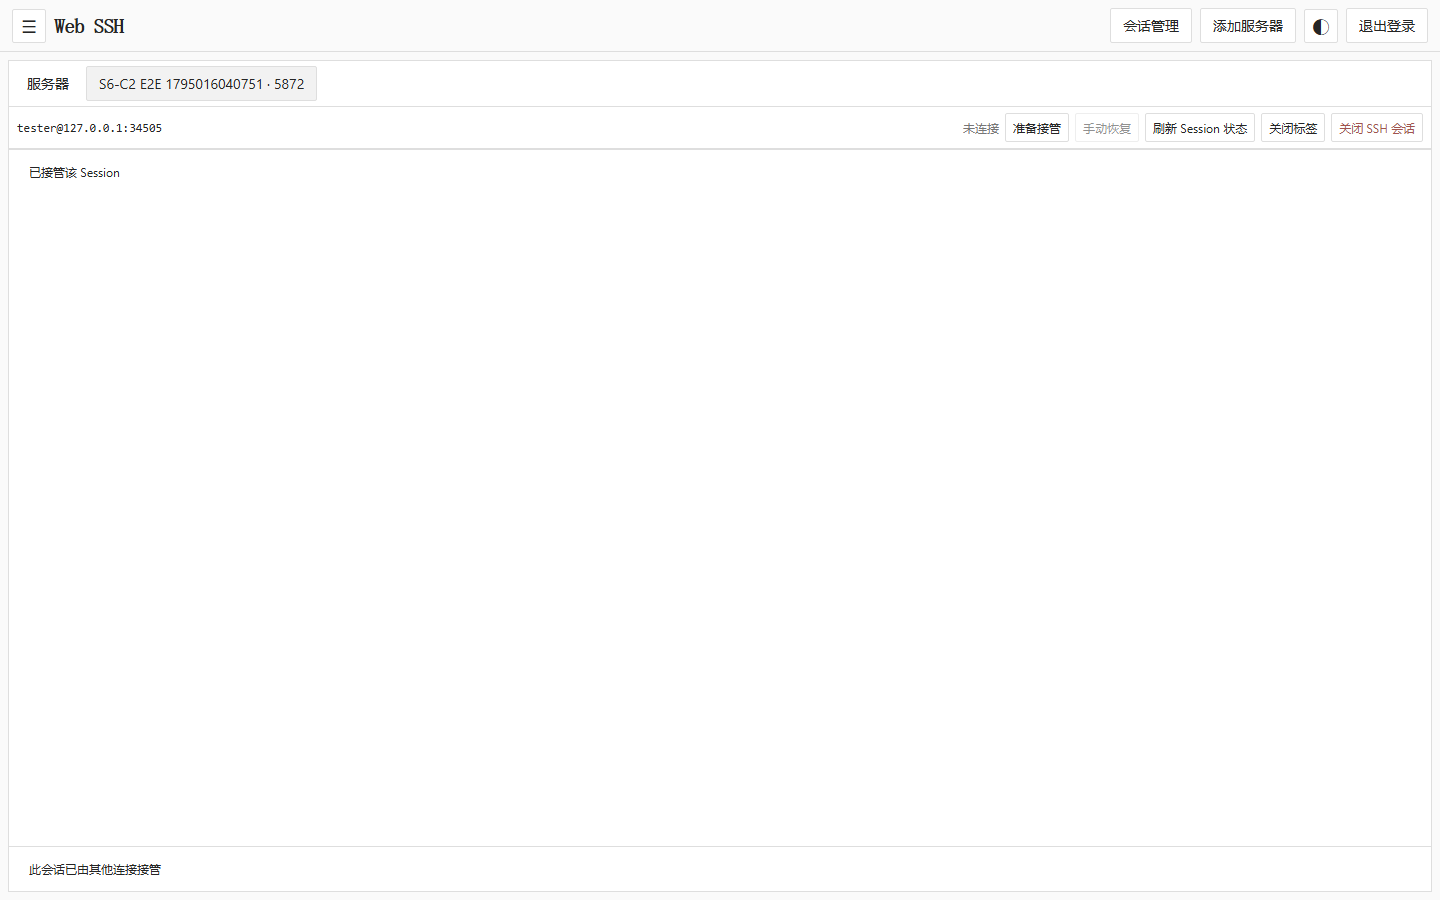 ☰ Web SSH 会话管理 添加服务器 退出登录
服务器 S6-C2 E2E 1795016040751 · 5872
tester@127.0.0.1:34505 未连接 准备接管 手动恢复 刷新 Session 状态 关闭标签 关闭 SSH 会话
已接管该 Session
此会话已由其他连接接管